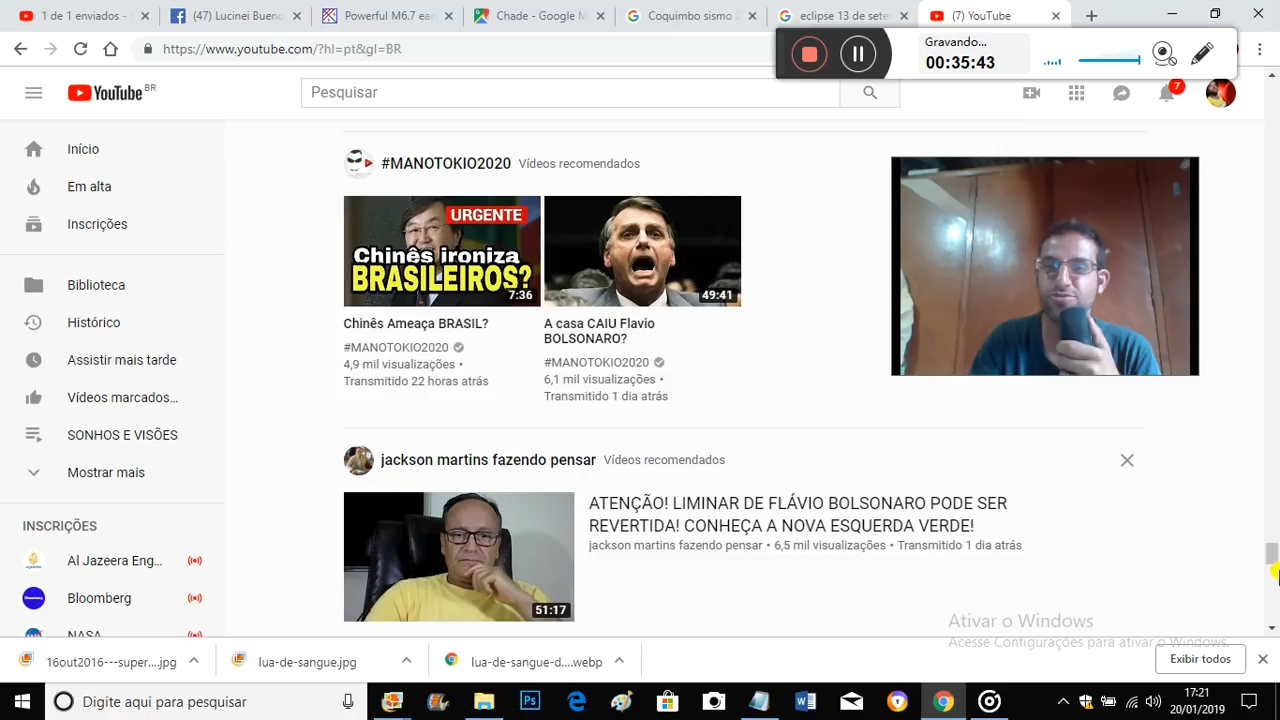 1 de 1 enviados -
(47) Lucinei Bueno
Powerful M6.7 eart
Chade - Google M
Coquimbo sismo 2
eclipse 13 de sete
(7) YouTube
https://www.youtube.com/?hl=pt&gl=BR
Gravando...
00:35:43
YouTube BR
Pesquisar
7
Início
Em alta
Inscrições
Biblioteca
Histórico
Assistir mais tarde
Vídeos marcados...
SONHOS E VISÕES
Mostrar mais
INSCRIÇÕES
Al Jazeera Eng...
Bloomberg
NASA
#MANOTOKIO2020 Vídeos recomendados
URGENTE
Chinês ironiza
BRASILEIROS?
7:36
49:41
Chinês Ameaça BRASIL?
#MANOTOKIO2020
4,9 mil visualizações •
Transmitido 22 horas atrás
A casa CAIU Flavio
BOLSONARO?
#MANOTOKIO2020
6,1 mil visualizações •
Transmitido 1 dia atrás
jackson martins fazendo pensar Vídeos recomendados
51:17
ATENÇÃO! LIMINAR DE FLÁVIO BOLSONARO PODE SER
REVERTIDA! CONHEÇA A NOVA ESQUERDA VERDE!
jackson martins fazendo pensar • 6,5 mil visualizações • Transmitido 1 dia atrás
Ativar o Windows
Acesse Configurações para ativar o Windows.
16out2016---super....jpg
lua-de-sangue.jpg
lua-de-sangue-d....webp
Exibir todos
Digite aqui para pesquisar
17:21
20/01/2019